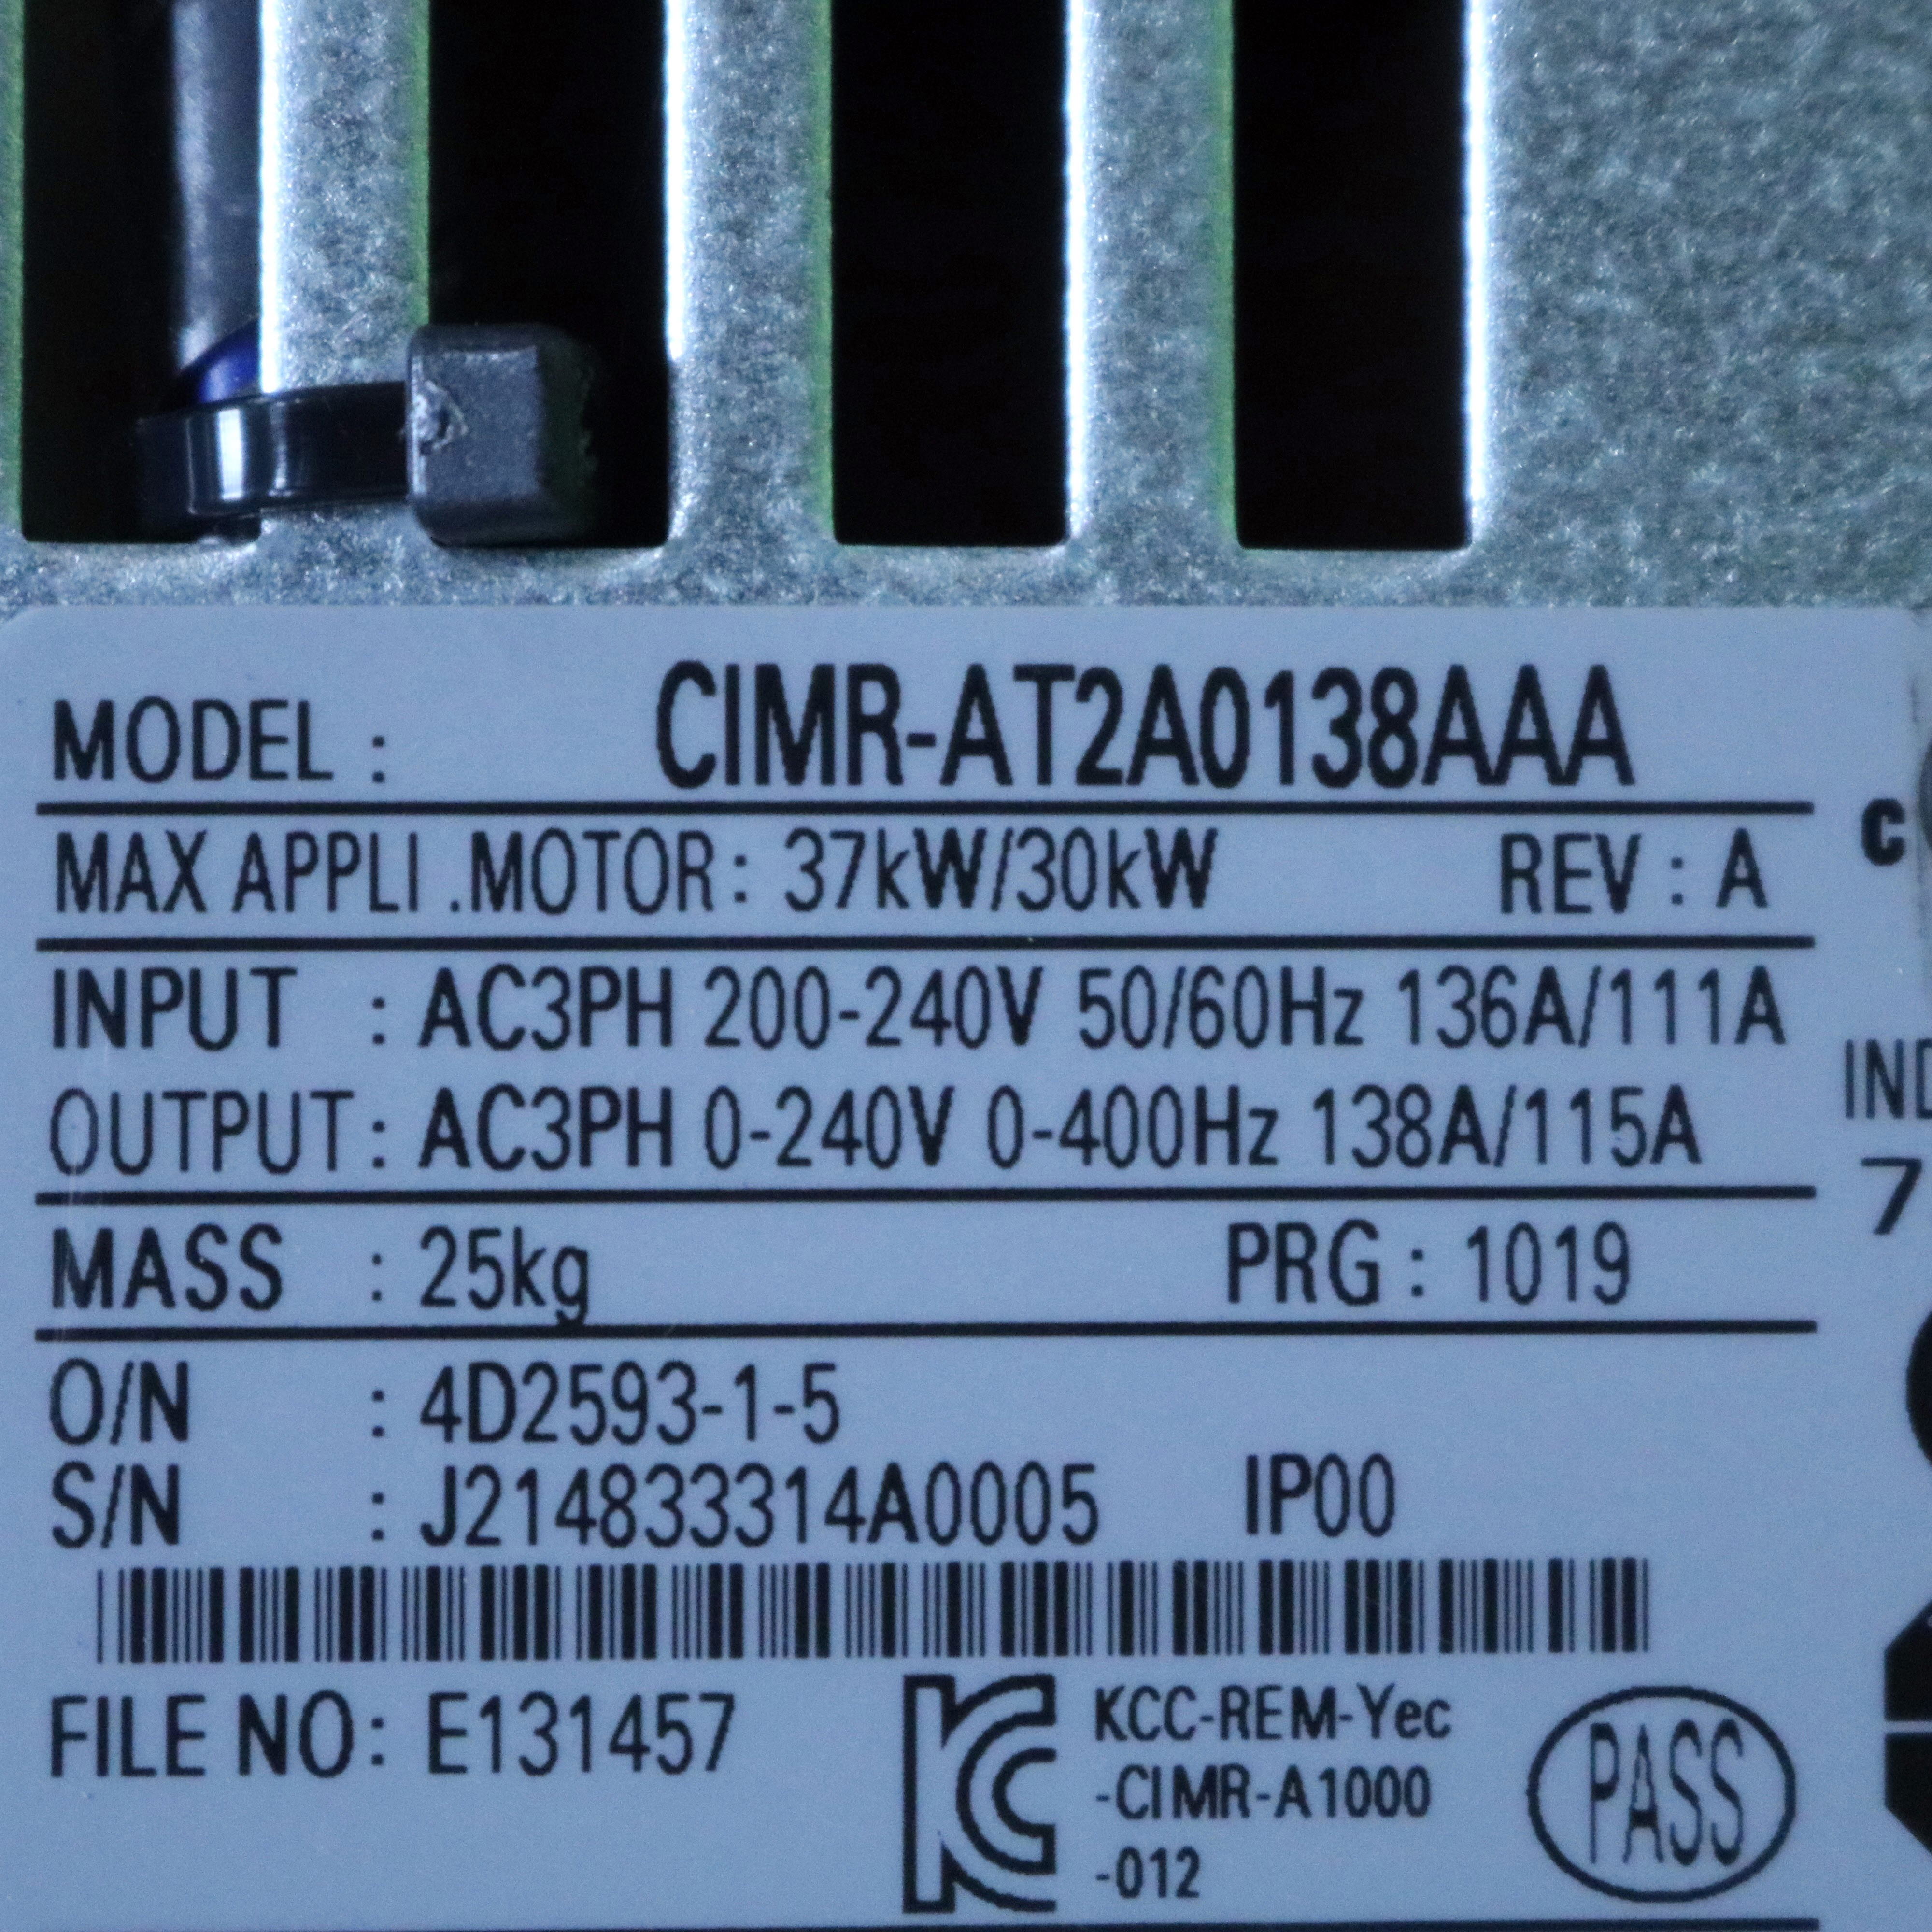 MODEL : CIMR-AT2A0138AAA
MAX APPLI .MOTOR: 37kW/30kW REV : A
INPUT : AC3PH 200-240V 50/60Hz 136A/111A
OUTPUT : AC3PH 0-240V 0-400Hz 138A/115A
MASS : 25kg PRG : 1019
O/N : 4D2593-1-5
S/N : J214833314A0005 IP00
FILE NO : E131457
KCC-REM-Yec
-CIMR-A1000
-012
PASS
c
IND
7